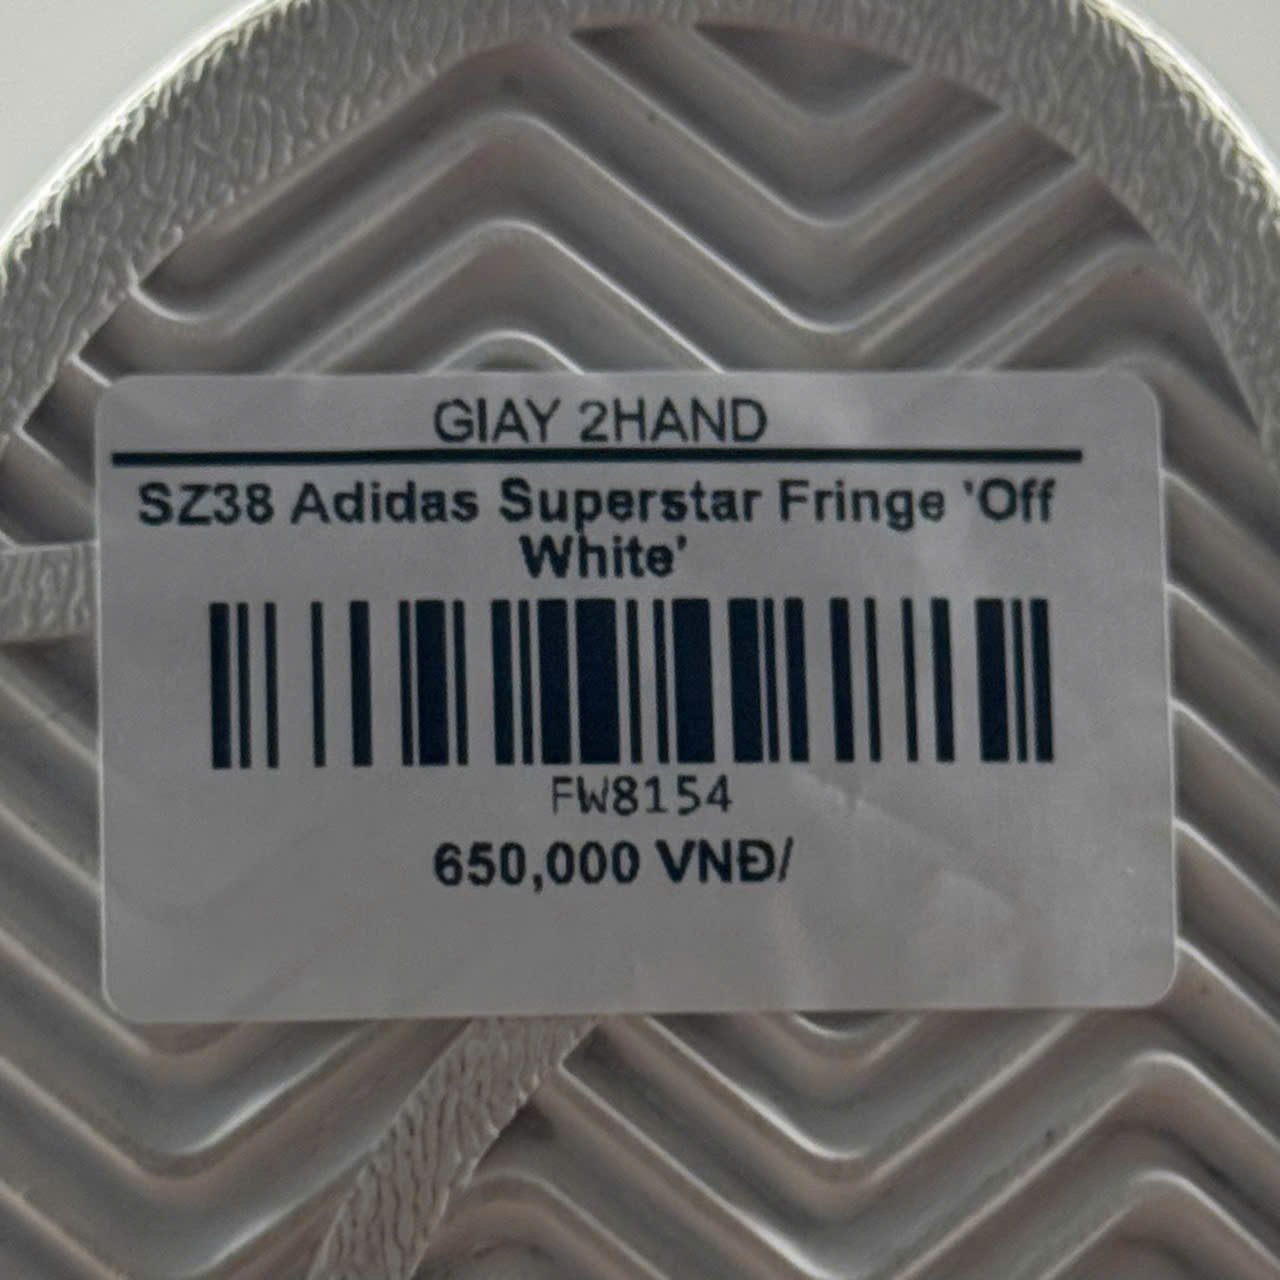 GIAY 2HAND
SZ38 Adidas Superstar Fringe 'Off
White'
FW8154
650,000 VNĐ/